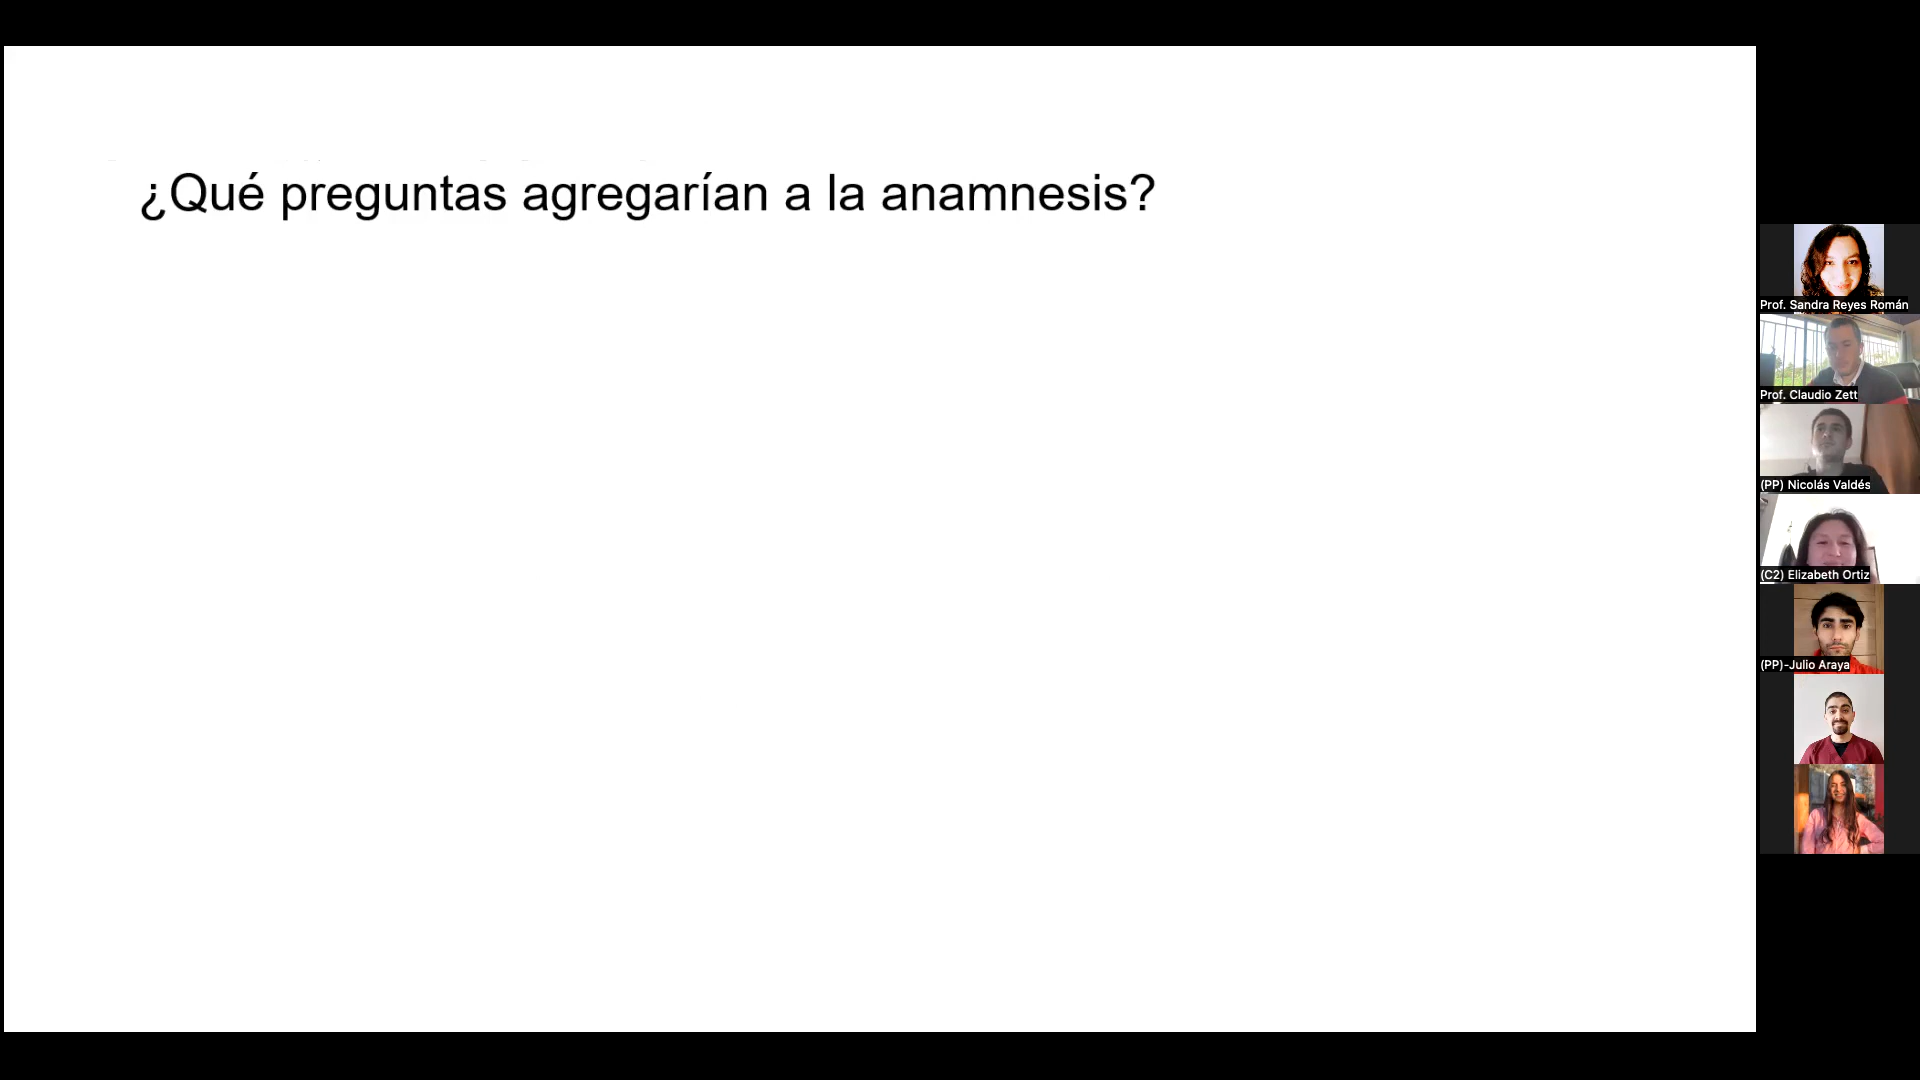 ¿Qué preguntas agregarían a la anamnesis?
Prof. Sandra Reyes Román
Prof. Claudio Zett
(PP) Nicolás Valdés
(C2) Elizabeth Ortiz
(PP)-Julio Araya